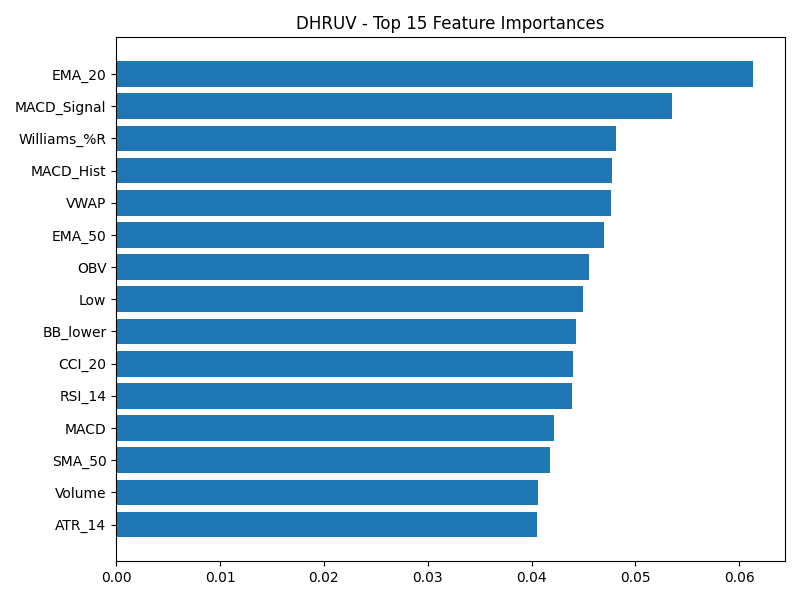 DHRUV - Top 15 Feature Importances
EMA_20
MACD_Signal
Williams_%R
MACD_Hist
VWAP
EMA_50
OBV
Low
BB_lower
CCI_20
RSI_14
MACD
SMA_50
Volume
ATR_14
0.00 0.01 0.02 0.03 0.04 0.05 0.06